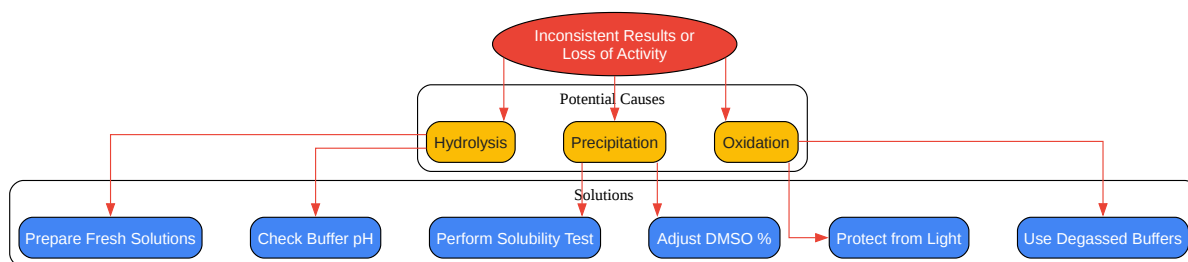 Inconsistent Results or
Loss of Activity
Potential Causes
Hydrolysis
Precipitation
Oxidation
Solutions
Prepare Fresh Solutions
Check Buffer pH
Perform Solubility Test
Adjust DMSO %
Protect from Light
Use Degassed Buffers